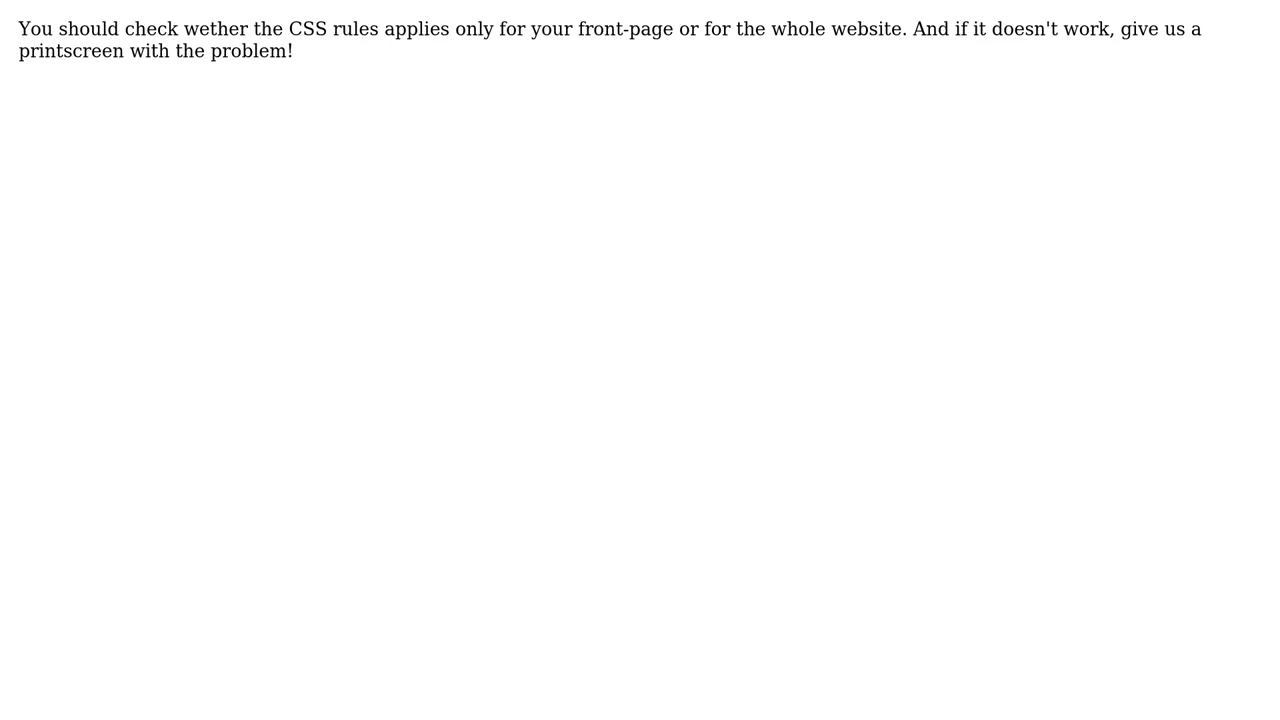 You should check wether the CSS rules applies only for your front-page or for the whole website. And if it doesn't work, give us a
printscreen with the problem!